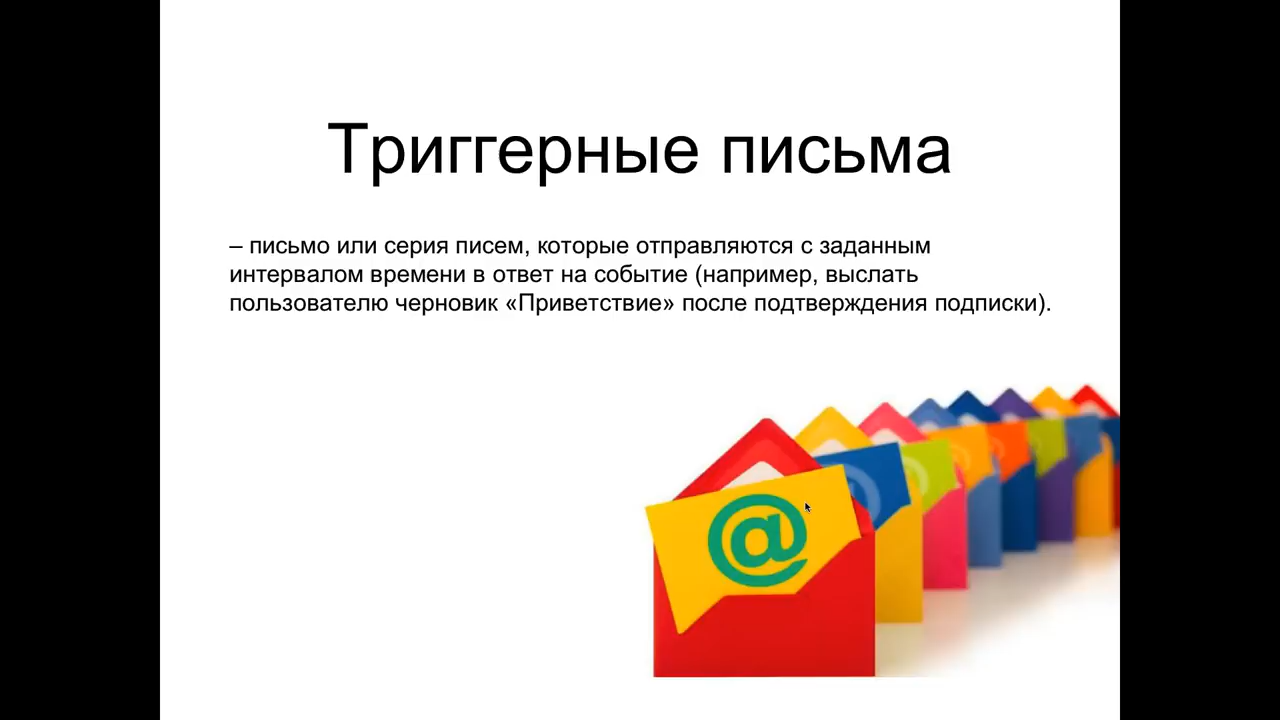 Триггерные письма
– письмо или серия писем, которые отправляются с заданным
интервалом времени в ответ на событие (например, выслать
пользователю черновик «Приветствие» после подтверждения подписки).
@